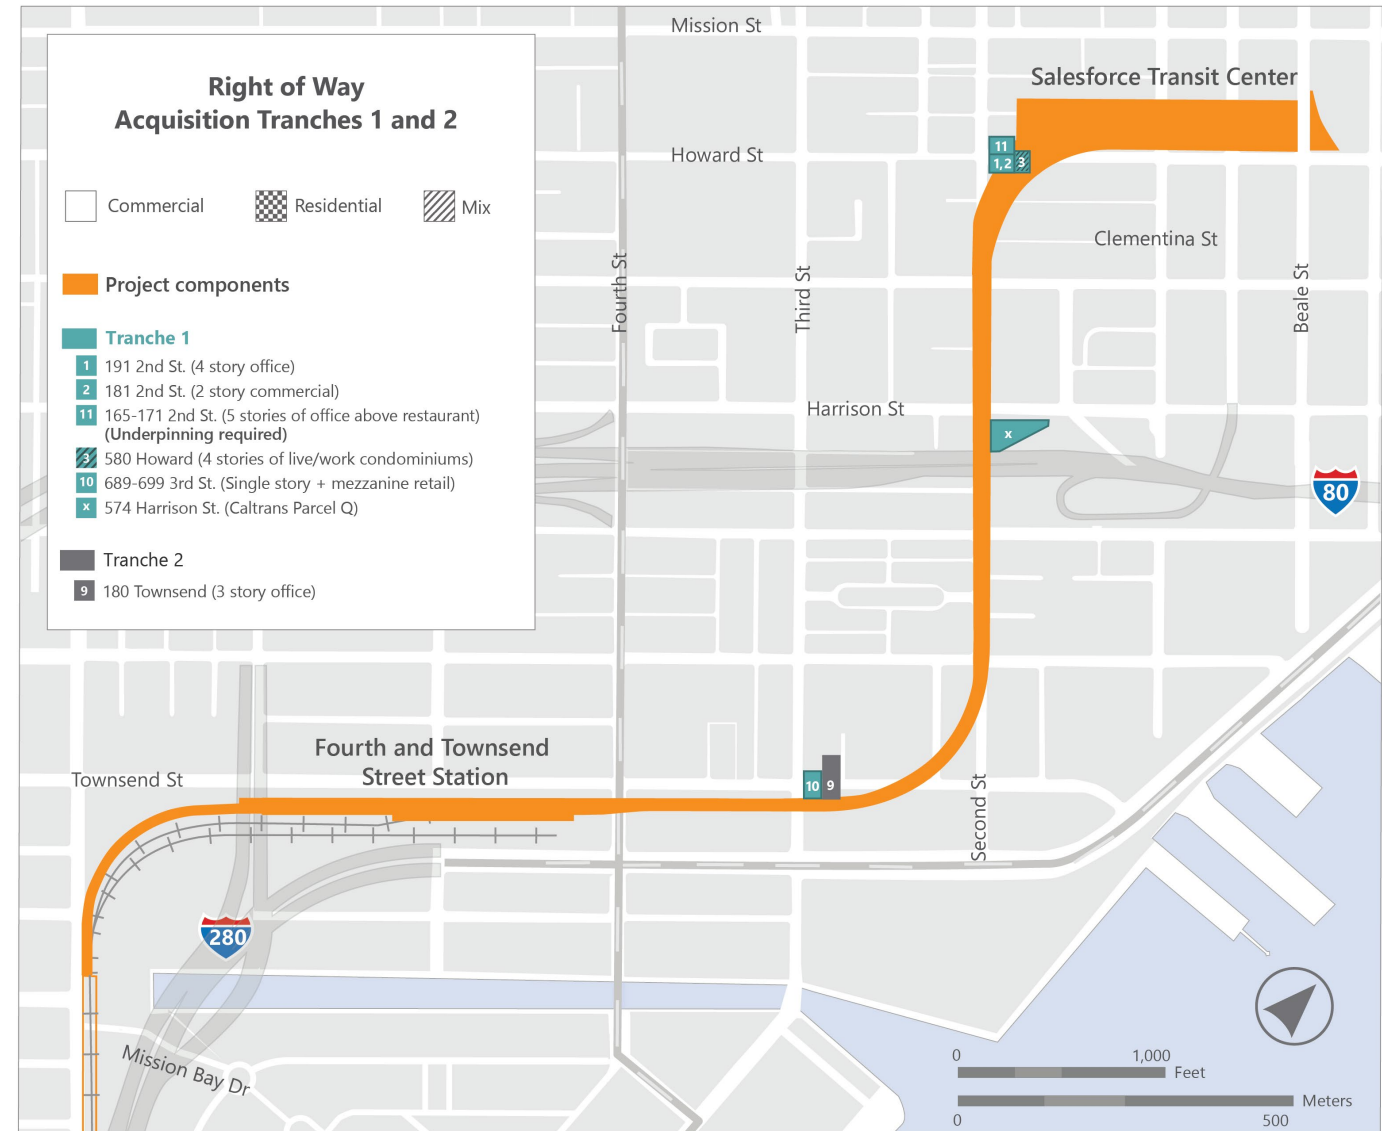 Right of Way
Acquisition Tranches 1 and 2
Commercial
Residential
Mix
Project components
Tranche 1
1 191 2nd St. (4 story office)
2 181 2nd St. (2 story commercial)
11 165-171 2nd St. (5 stories of office above restaurant)
(Underpinning required)
3 580 Howard (4 stories of live/work condominiums)
10 689-699 3rd St. (Single story + mezzanine retail)
x 574 Harrison St. (Caltrans Parcel Q)
Tranche 2
9 180 Townsend (3 story office)
Mission St
Salesforce Transit Center
11
1,2 3
Howard St
Clementina St
Fourth St
Third St
Beale St
Harrison St
x
80
Fourth and Townsend
Street Station
Townsend St
10 9
Second St
280
Mission Bay Dr
0 1,000
Feet
Meters
0 500